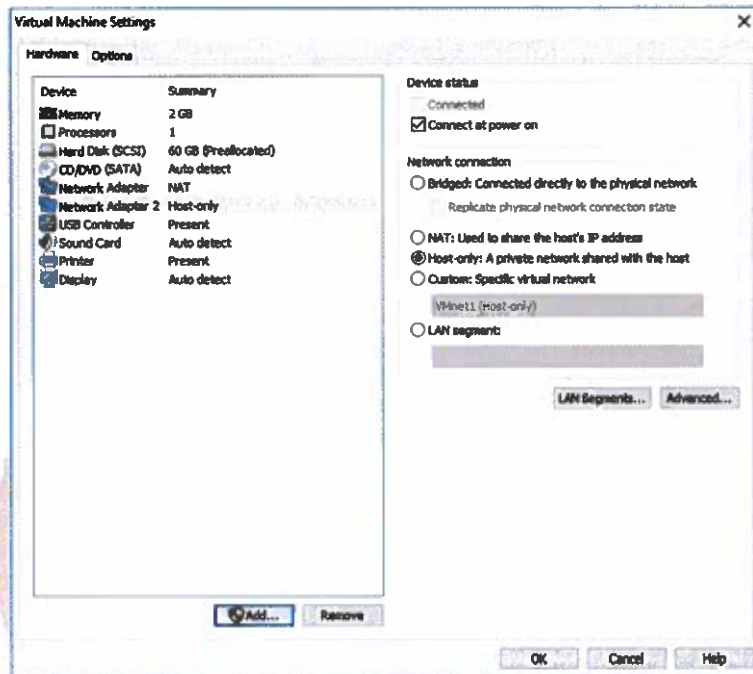 Virtual Machine Settings
Hardware Options
Device Summary
Memory 2 GB
Processors 1
Hard Disk (SCSI) 60 GB (Preallocated)
CD/DVD (SATA) Auto detect
Network Adapter NAT
Network Adapter 2 Host-only
USB Controller Present
Sound Card Auto detect
Printer Present
Display Auto detect
Add... Remove
Device status
Connected
Connect at power on
Network connection
Bridged: Connected directly to the physical network
Replicate physical network connection state
NAT: Used to share the host's IP address
Host-only: A private network shared with the host
Custom: Specific virtual network
VMnet1 (Host-only)
LAN segment:
LAN Segments... Advanced...
OK Cancel Help